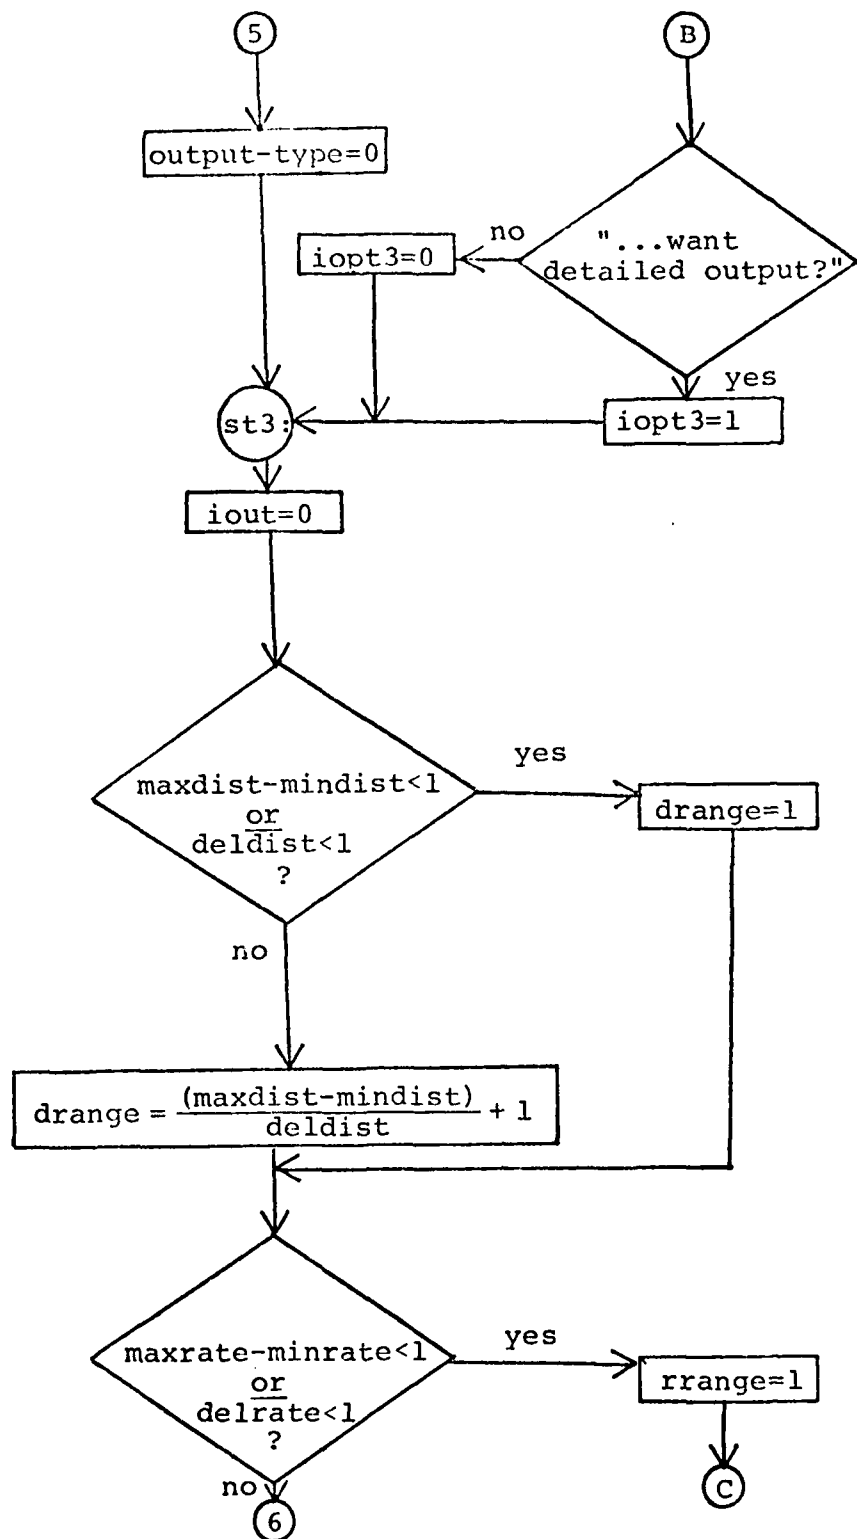 5
B
output-type=0
"...want
detailed output?"
no
iopt3=0
yes
iopt3=1
st3:
iout=0
maxdist-mindist<1
or
deldist<1
?
yes
drange=1
no
drange = (maxdist-mindist)
deldist
+ 1
maxrate-minrate<1
or
delrate<1
?
yes
rrange=1
C
no
6